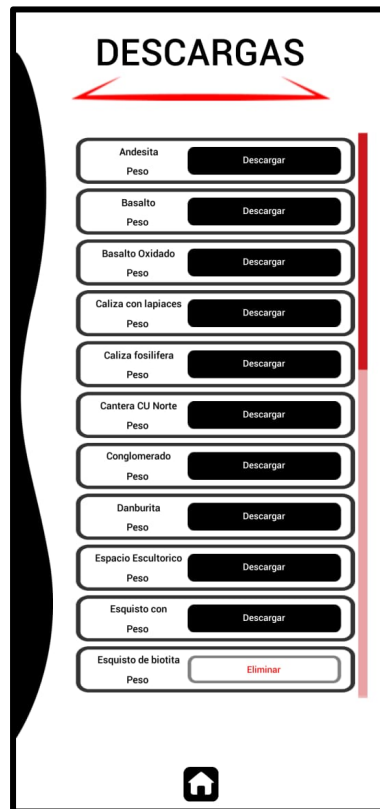 DESCARGAS
Andesita
Peso
Descargar
Basalto
Peso
Descargar
Basalto Oxidado
Peso
Descargar
Caliza con lapiaces
Peso
Descargar
Caliza fosilifera
Peso
Descargar
Cantera CU Norte
Peso
Descargar
Conglomerado
Peso
Descargar
Danburita
Peso
Descargar
Espacio Escultorico
Peso
Descargar
Esquisto con
Peso
Descargar
Esquisto de biotita
Peso
Eliminar